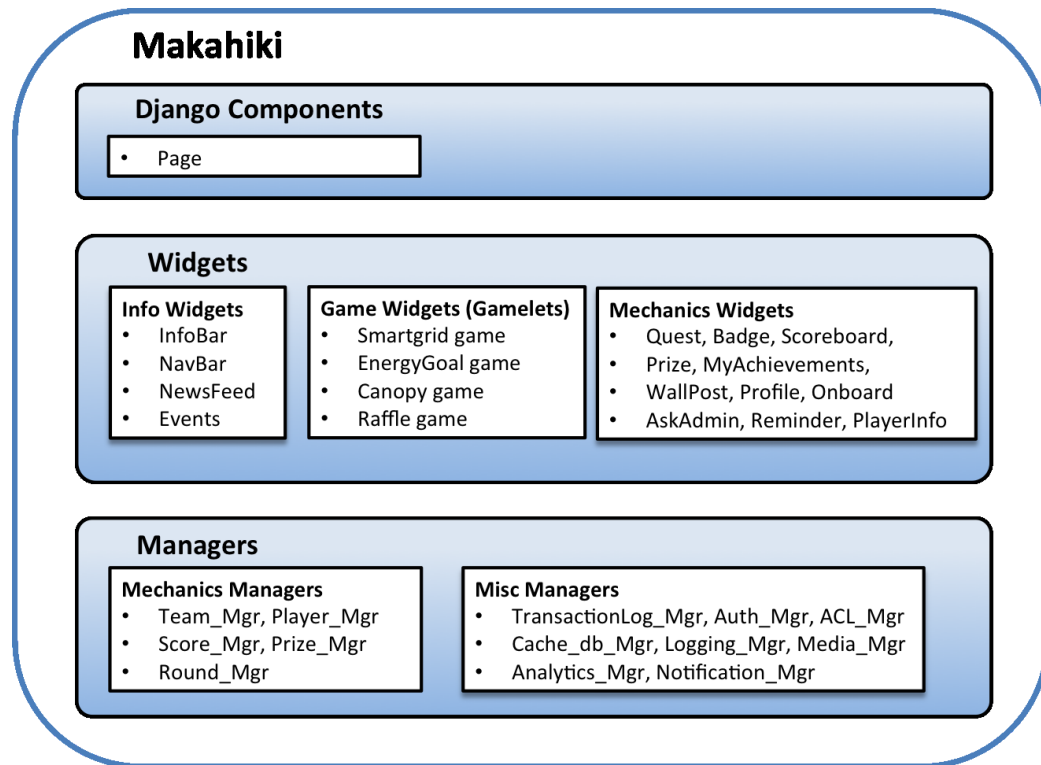 Makahiki
Django Components
• Page
Widgets
Info Widgets
• InfoBar
• NavBar
• NewsFeed
• Events
Game Widgets (Gamelets)
• Smartgrid game
• EnergyGoal game
• Canopy game
• Raffle game
Mechanics Widgets
• Quest, Badge, Scoreboard,
• Prize, MyAchievements,
• WallPost, Profile, Onboard
• AskAdmin, Reminder, PlayerInfo
Managers
Mechanics Managers
• Team_Mgr, Player_Mgr
• Score_Mgr, Prize_Mgr
• Round_Mgr
Misc Managers
• TransactionLog_Mgr, Auth_Mgr, ACL_Mgr
• Cache_db_Mgr, Logging_Mgr, Media_Mgr
• Analytics_Mgr, Notification_Mgr